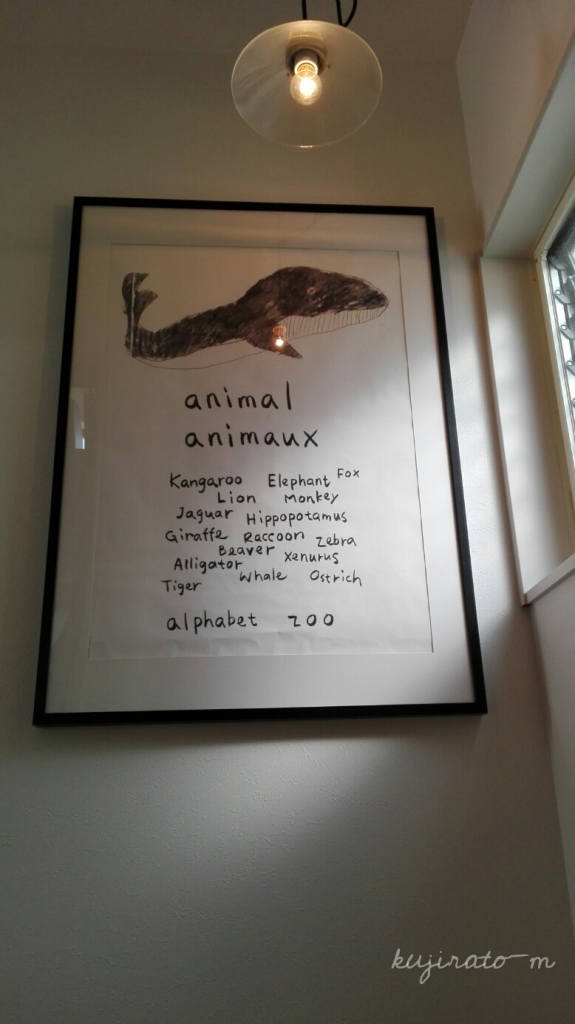 animal
animaux
Kangaroo Elephant Fox
Lion Monkey
Jaguar Hippopotamus
Giraffe Raccoon Zebra
Beaver Xenurus
Alligator
Tiger Whale Ostrich
alphabet zoo
kujirato-m